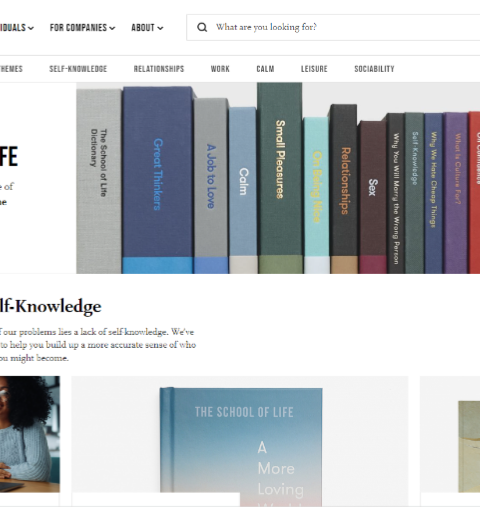 IDUALS FOR COMPANIES ABOUT What are you looking for?
HEMES SELF-KNOWLEDGE RELATIONSHIPS WORK CALM LEISURE SOCIABILITY
FE
e of
ne
The School of Life
Dictionary
Great Thinkers
A Job to Love
Calm
Small Pleasures
On Being Nice
Relationships
Sex
Why You Will Marry the Wrong Person
Self-Knowledge
Why We Hate Cheap Things
What Is Culture For?
On Confidence
lf-Knowledge
f our problems lies a lack of self-knowledge. We've
to help you build up a more accurate sense of who
ou might become.
THE SCHOOL OF LIFE
A
More
Loving